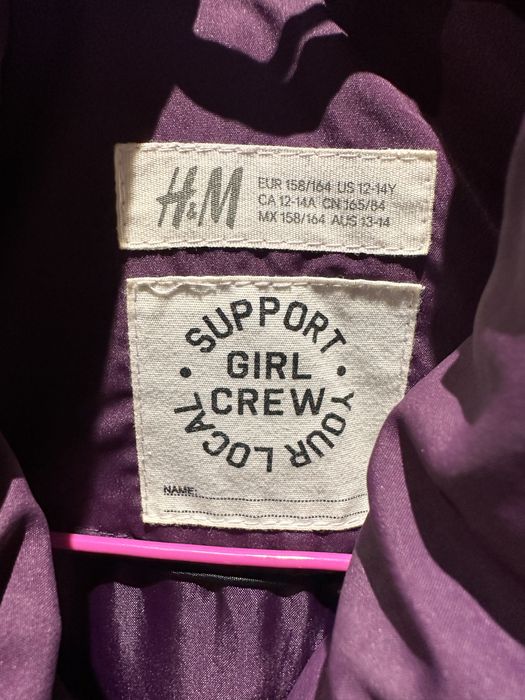 H&M
EUR 158/164 US 12-14Y
CA 12-14A CN 165/84
MX 158/164 AUS 13-14
SUPPORT
GIRL
CREW
YOUR LOCAL
NAME: